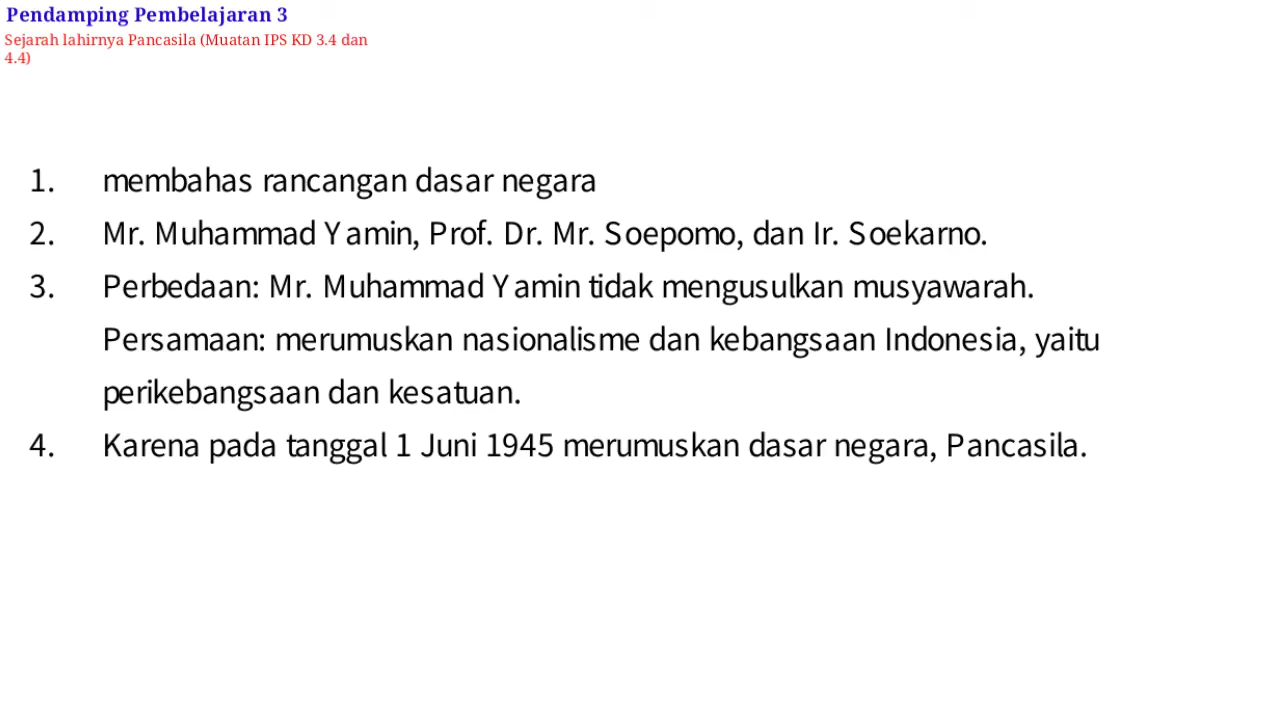 Pendamping Pembelajaran 3
Sejarah lahirnya Pancasila (Muatan IPS KD 3.4 dan
4.4)
1. membahas rancangan dasar negara
2. Mr. Muhammad Yamin, Prof. Dr. Mr. Soepomo, dan Ir. Soekarno.
3. Perbedaan: Mr. Muhammad Yamin tidak mengusulkan musyawarah.
Persamaan: merumuskan nasionalisme dan kebangsaan Indonesia, yaitu
perikebangsaan dan kesatuan.
4. Karena pada tanggal 1 Juni 1945 merumuskan dasar negara, Pancasila.